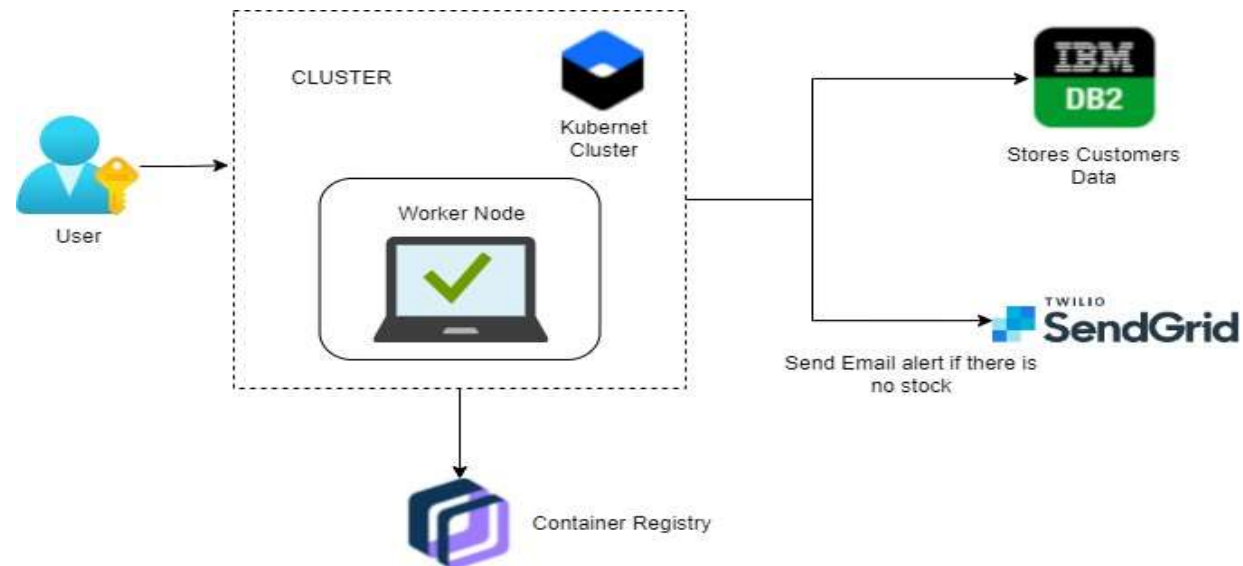 CLUSTER
Kubernet
Cluster
Worker Node
User
IBM
DB2
Stores Customers
Data
TWILIO
SendGrid
Send Email alert if there is
no stock
Container Registry